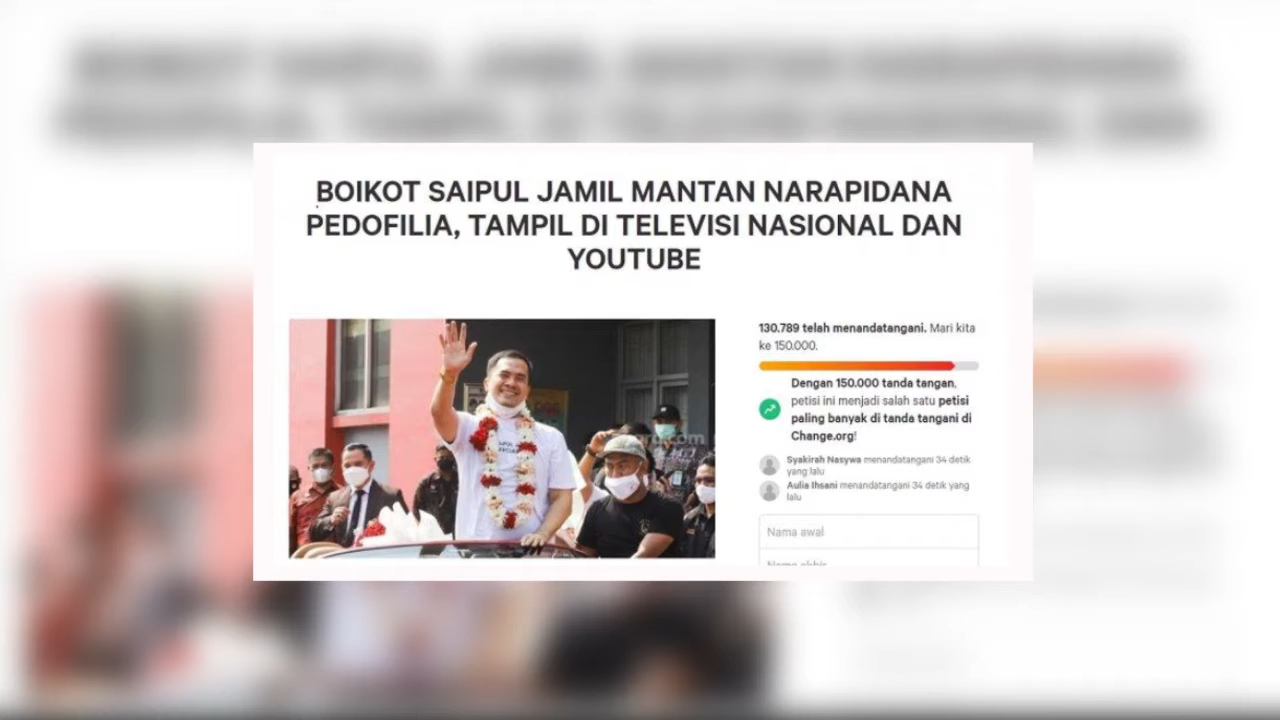 BOIKOT SAIPUL JAMIL MANTAN NARAPIDANA
PEDOFILIA, TAMPIL DI TELEVISI NASIONAL DAN
YOUTUBE
130.789 telah menandatangani. Mari kita
ke 150.000.
Dengan 150.000 tanda tangan,
petisi ini menjadi salah satu petisi
paling banyak di tanda tangani di
Change.org!
Syakirah Nasywa menandatangani 34 detik
yang lalu
Aulia Ihsani menandatangani 34 detik yang
lalu
Nama awal
Nama akhir